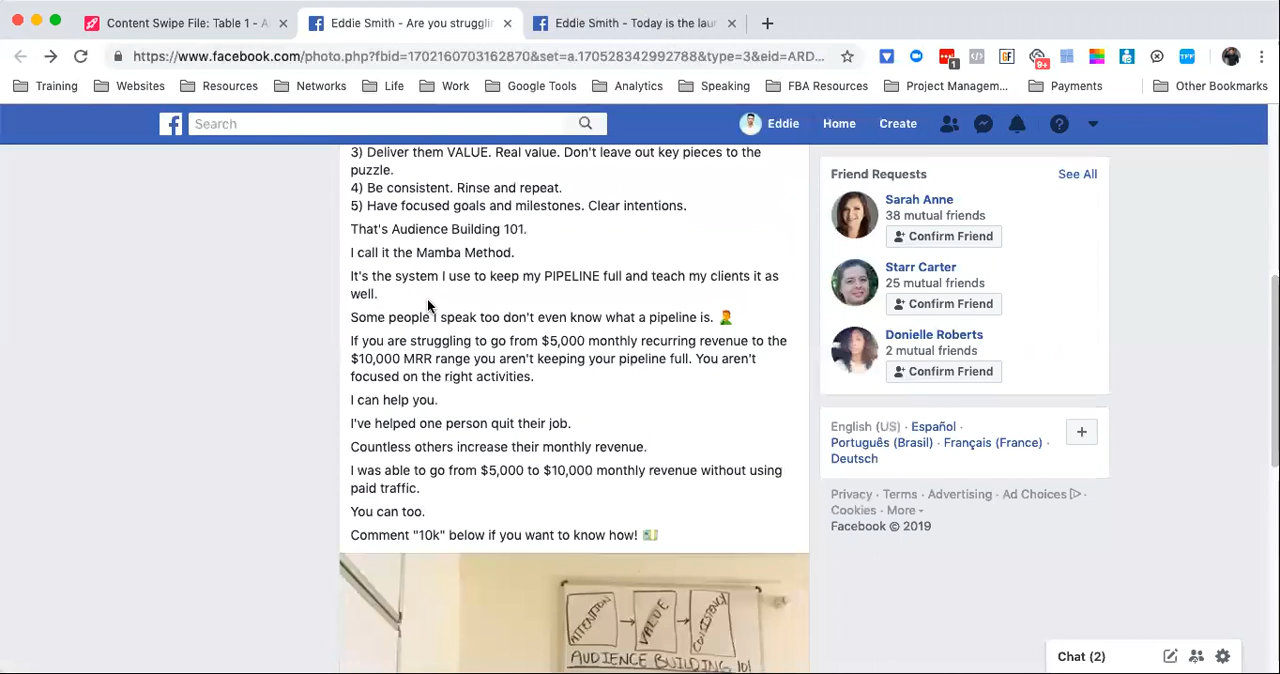 Content Swipe File: Table 1 - A
Eddie Smith - Are you struggli
Eddie Smith - Today is the lau
https://www.facebook.com/photo.php?fbid=1702160703162870&set=a.170528342992788&type=3&eid=ARD...
GF
1
9+
TFF
Training
Websites
Resources
Networks
Life
Work
Google Tools
Analytics
Speaking
FBA Resources
Project Managem...
Payments
Other Bookmarks
Search
Eddie
Home
Create
3) Deliver them VALUE. Real value. Don't leave out key pieces to the
puzzle.
4) Be consistent. Rinse and repeat.
5) Have focused goals and milestones. Clear intentions.
That's Audience Building 101.
I call it the Mamba Method.
It's the system I use to keep my PIPELINE full and teach my clients it as
well.
Some people I speak too don't even know what a pipeline is.
If you are struggling to go from $5,000 monthly recurring revenue to the
$10,000 MRR range you aren't keeping your pipeline full. You aren't
focused on the right activities.
I can help you.
I've helped one person quit their job.
Countless others increase their monthly revenue.
I was able to go from $5,000 to $10,000 monthly revenue without using
paid traffic.
You can too.
Comment "10k" below if you want to know how!
ATTENTION
VALUE
CONSISTENCY
AUDIENCE BUILDING 101
Friend Requests
See All
Sarah Anne
38 mutual friends
Confirm Friend
Starr Carter
25 mutual friends
Confirm Friend
Donielle Roberts
2 mutual friends
Confirm Friend
English (US) · Español ·
Português (Brasil) · Français (France) ·
Deutsch
Privacy · Terms · Advertising · Ad Choices ·
Cookies · More
Facebook © 2019
Chat (2)